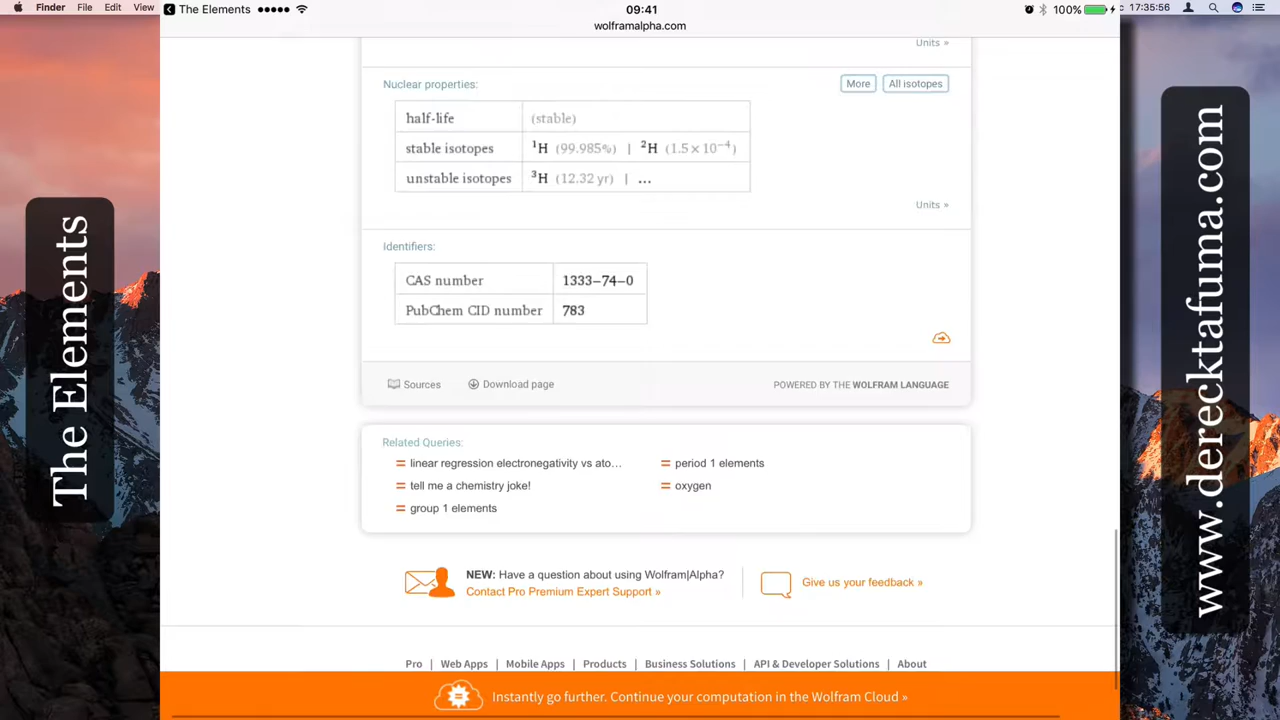 Finder File Edit View
The Elements
09:41
100%
17:35:56
wolframalpha.com
Units »
Nuclear properties:
More
All isotopes
half-life (stable)
stable isotopes ¹H (99.985%) | ²H (1.5 × 10⁻⁴)
unstable isotopes ³H (12.32 yr) | ...
Units »
Identifiers:
CAS number 1333–74–0
PubChem CID number 783
Sources
Download page
POWERED BY THE WOLFRAM LANGUAGE
Related Queries:
= linear regression electronegativity vs ato...
= period 1 elements
= tell me a chemistry joke!
= oxygen
= group 1 elements
NEW: Have a question about using Wolfram|Alpha?
Contact Pro Premium Expert Support »
Give us your feedback »
Pro | Web Apps | Mobile Apps | Products | Business Solutions | API & Developer Solutions | About
Instantly go further. Continue your computation in the Wolfram Cloud »
The Elements
www.derecktafuma.com